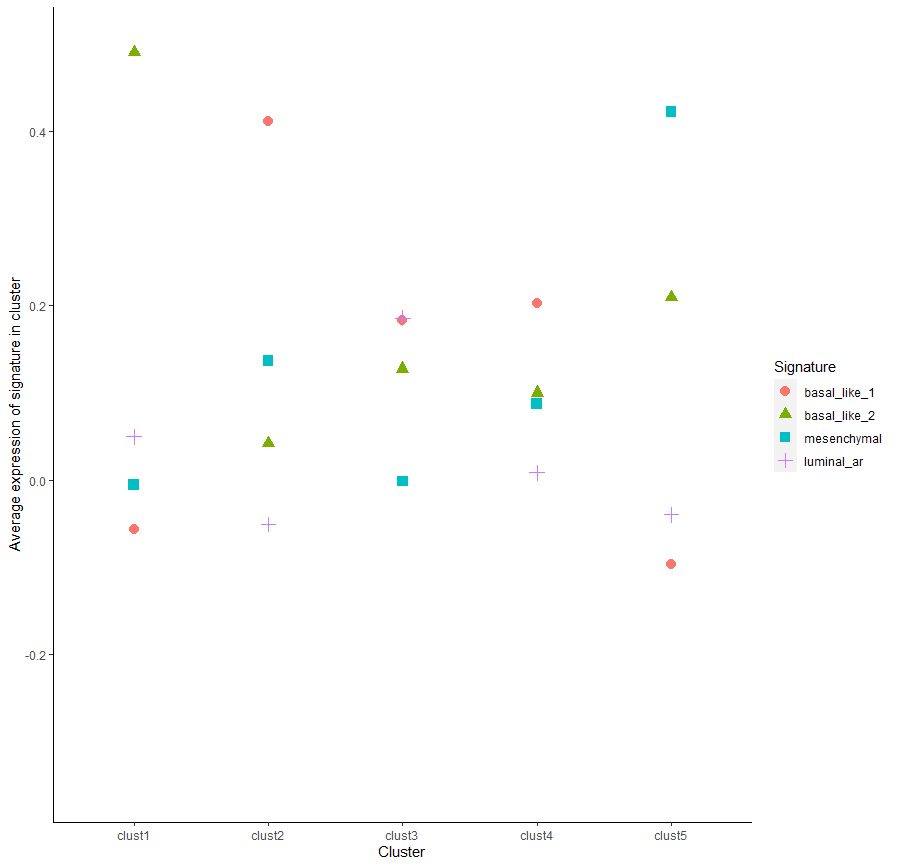 Average expression of signature in cluster
0.4
0.2
0.0
-0.2
clust1
clust2
clust3
clust4
clust5
Cluster
Signature
basal_like_1
basal_like_2
mesenchymal
luminal_ar